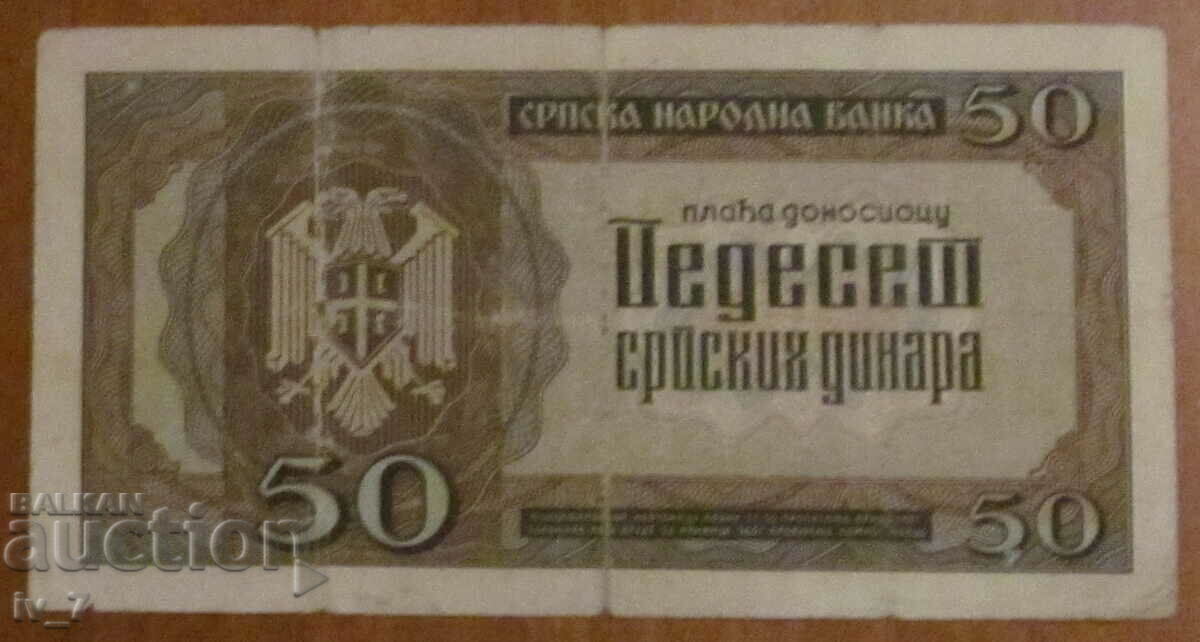 СРПСКА НАРОДНА БАНКА
50
плаћа доносиоцу
Педесет
српских динара
50
50
BALKAN
auction
iv_7